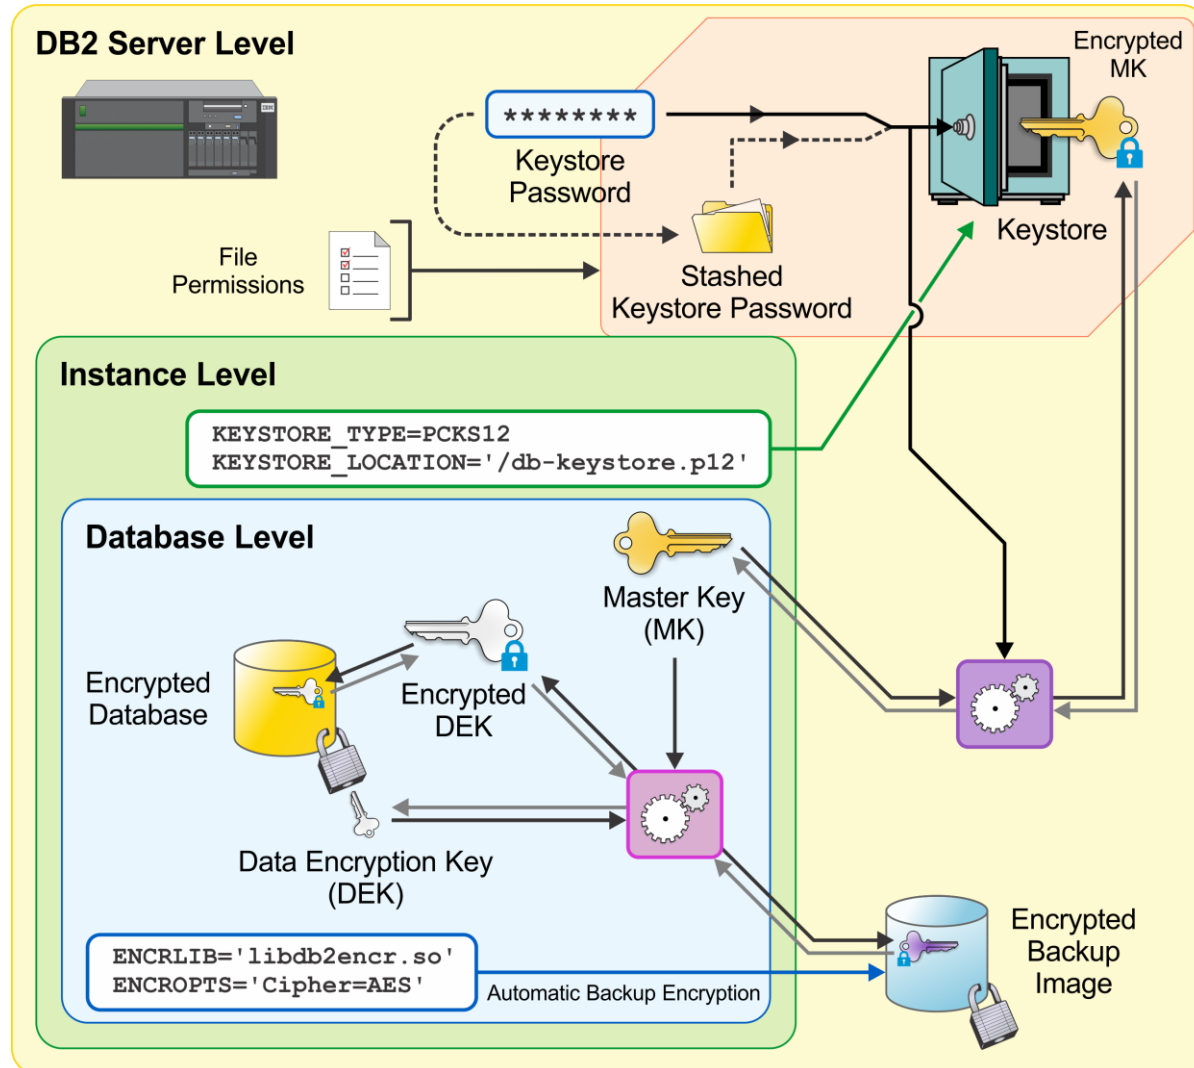 DB2 Server Level
Encrypted
MK
IBM
********
Keystore
Password
Keystore
File
Permissions
Stashed
Keystore Password
Instance Level
KEYSTORE_TYPE=PCKS12
KEYSTORE_LOCATION='/db-keystore.p12'
Database Level
Master Key
(MK)
Encrypted
Database
Encrypted
DEK
Data Encryption Key
(DEK)
Encrypted
Backup
Image
ENCRLIB='libdb2encr.so'
ENCROPTS='Cipher=AES'
Automatic Backup Encryption